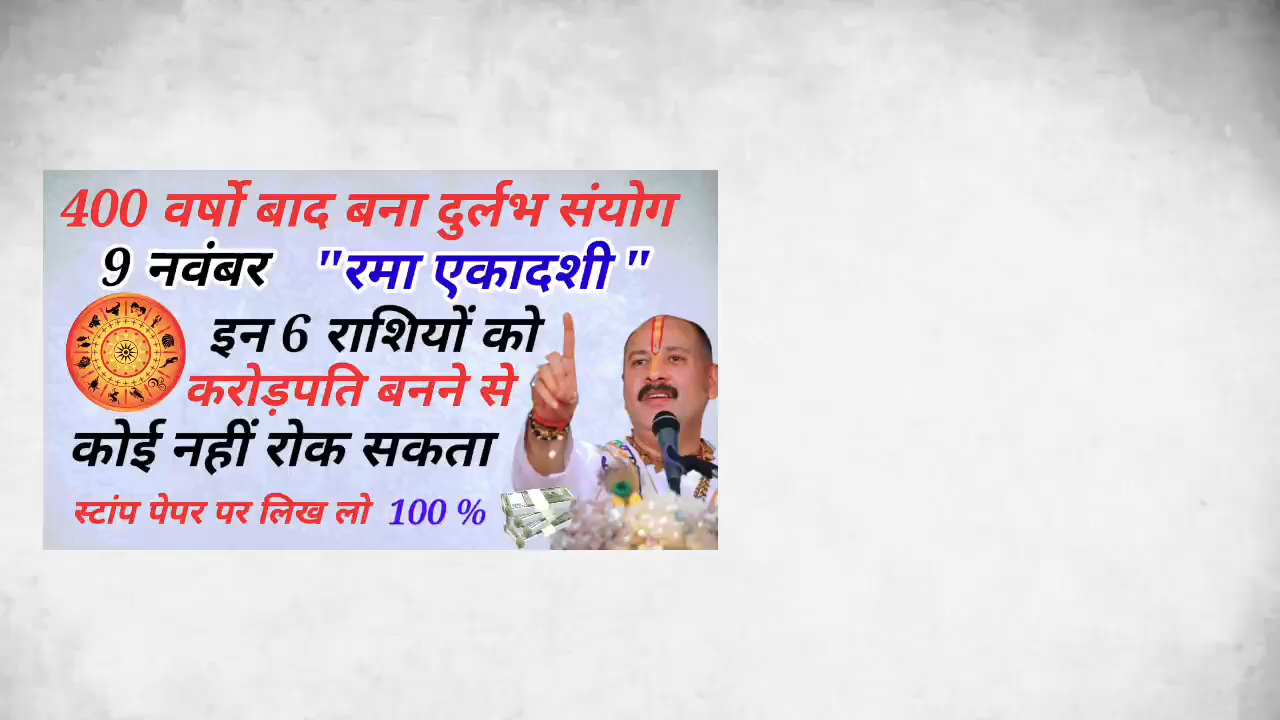 400 वर्षो बाद बना दुर्लभ संयोग
9 नवंबर "रमा एकादशी "
इन 6 राशियों को
करोड़पति बनने से
कोई नहीं रोक सकता
स्टांप पेपर पर लिख लो 100 %